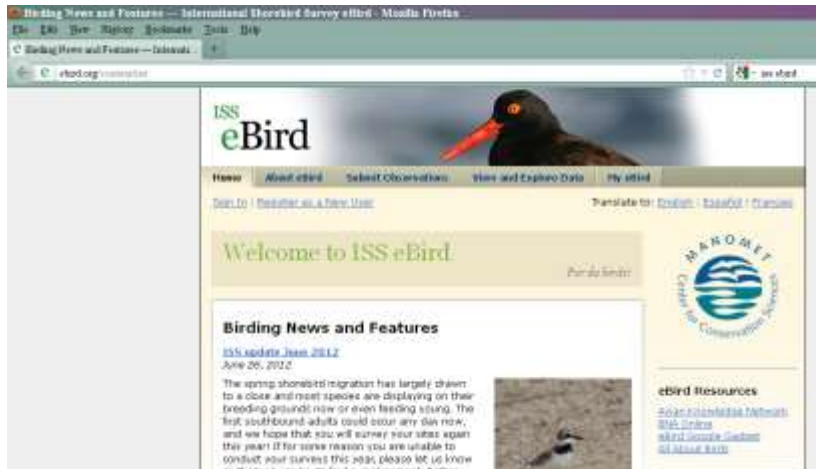 Birding News and Features — International Shorebird Survey eBird - Mozilla Firefox
File Edit View History Bookmarks Tools Help
Birding News and Features — Internati...
ebird.org
iss ebird
ISS
eBird
Home About eBird Submit Observations View and Explore Data My eBird
Sign In | Register as a New User
Translate to: English | Español | Français
Welcome to ISS eBird
For da birdz!
MANOMET
Center for Conservation Sciences
Birding News and Features
ISS update June 2012
June 26, 2012
The spring shorebird migration has largely drawn
to a close and most species are displaying on their
breeding grounds now or even feeding young. The
first southbound adults could occur any day now,
and we hope that you will survey your sites again
this year! If for some reason you are unable to
conduct your surveys this year, please let us know
eBird Resources
Avian Knowledge Network
BNA Online
eBird Google Gadget
All About Birds